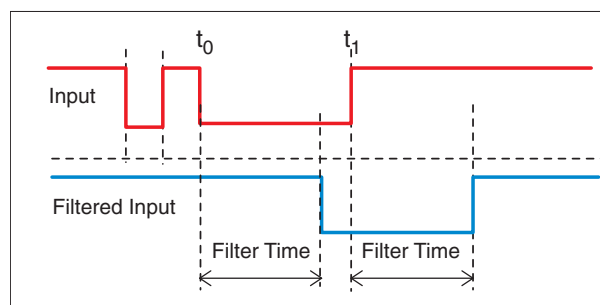 t0 t1
Input
Filtered Input
Filter Time Filter Time